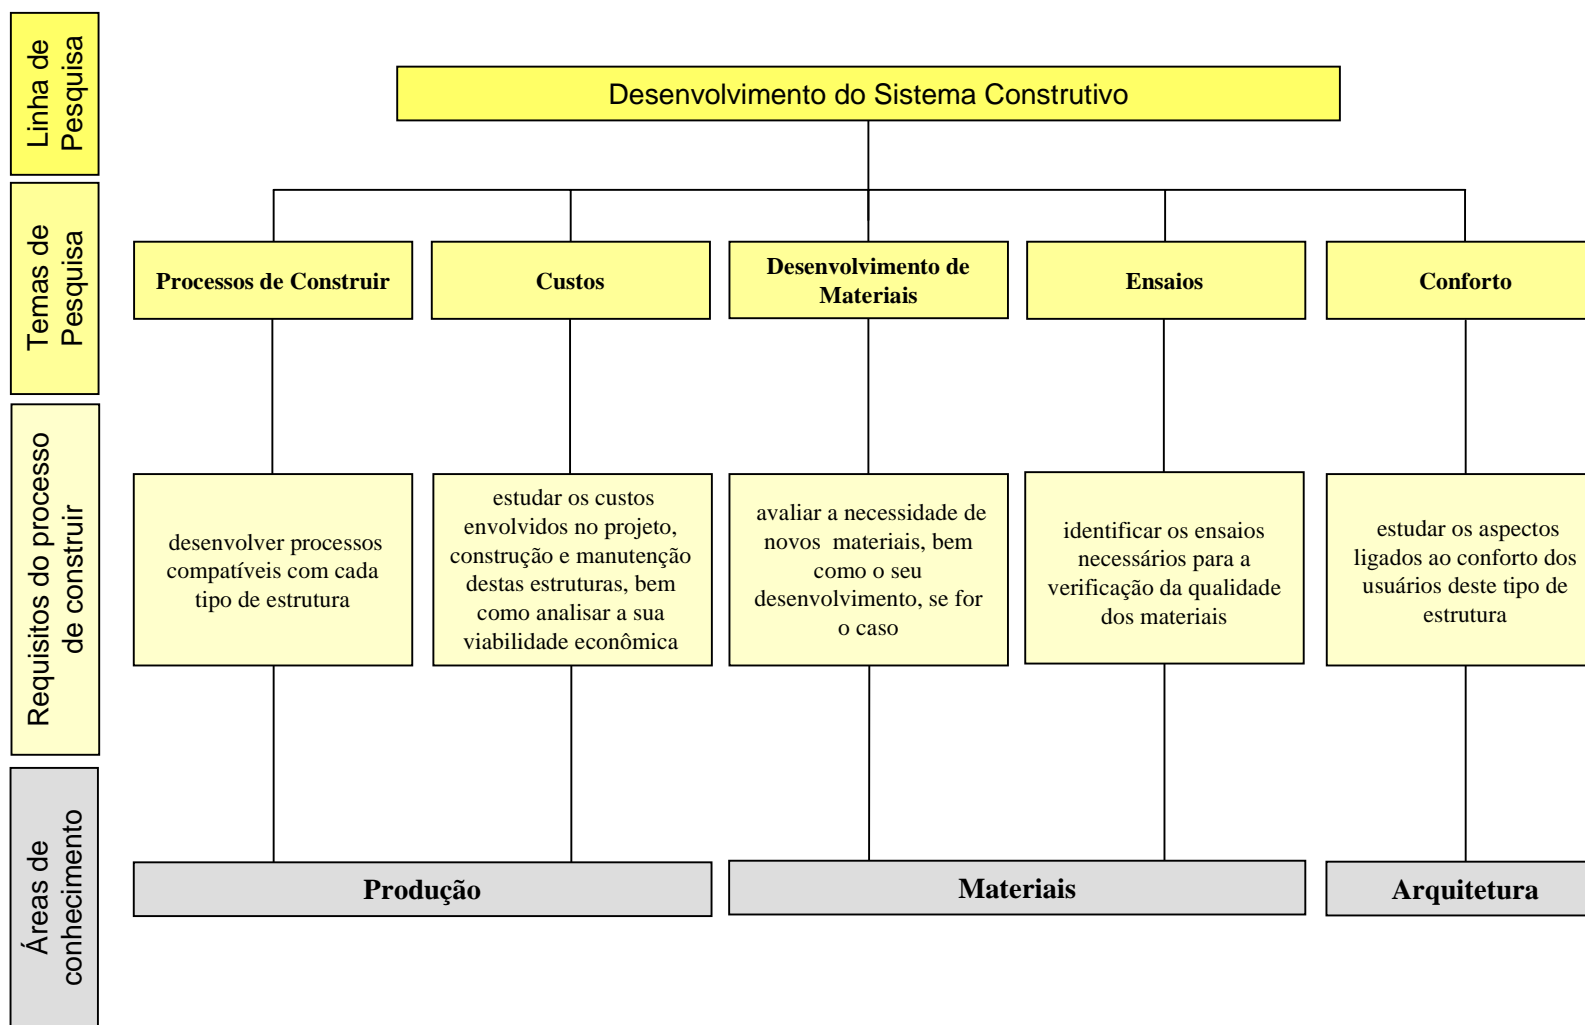 Linha de
Pesquisa
Desenvolvimento do Sistema Construtivo
Temas de
Pesquisa
Processos de Construir
Custos
Desenvolvimento de
Materiais
Ensaios
Conforto
Requisitos do processo
de construir
desenvolver processos
compatíveis com cada
tipo de estrutura
estudar os custos
envolvidos no projeto,
construção e manutenção
destas estruturas, bem
como analisar a sua
viabilidade econômica
avaliar a necessidade de
novos  materiais, bem
como o seu
desenvolvimento, se for
o caso
identificar os ensaios
necessários para a
verificação da qualidade
dos materiais
estudar os aspectos
ligados ao conforto dos
usuários deste tipo de
estrutura
Áreas de
conhecimento
Produção
Materiais
Arquitetura